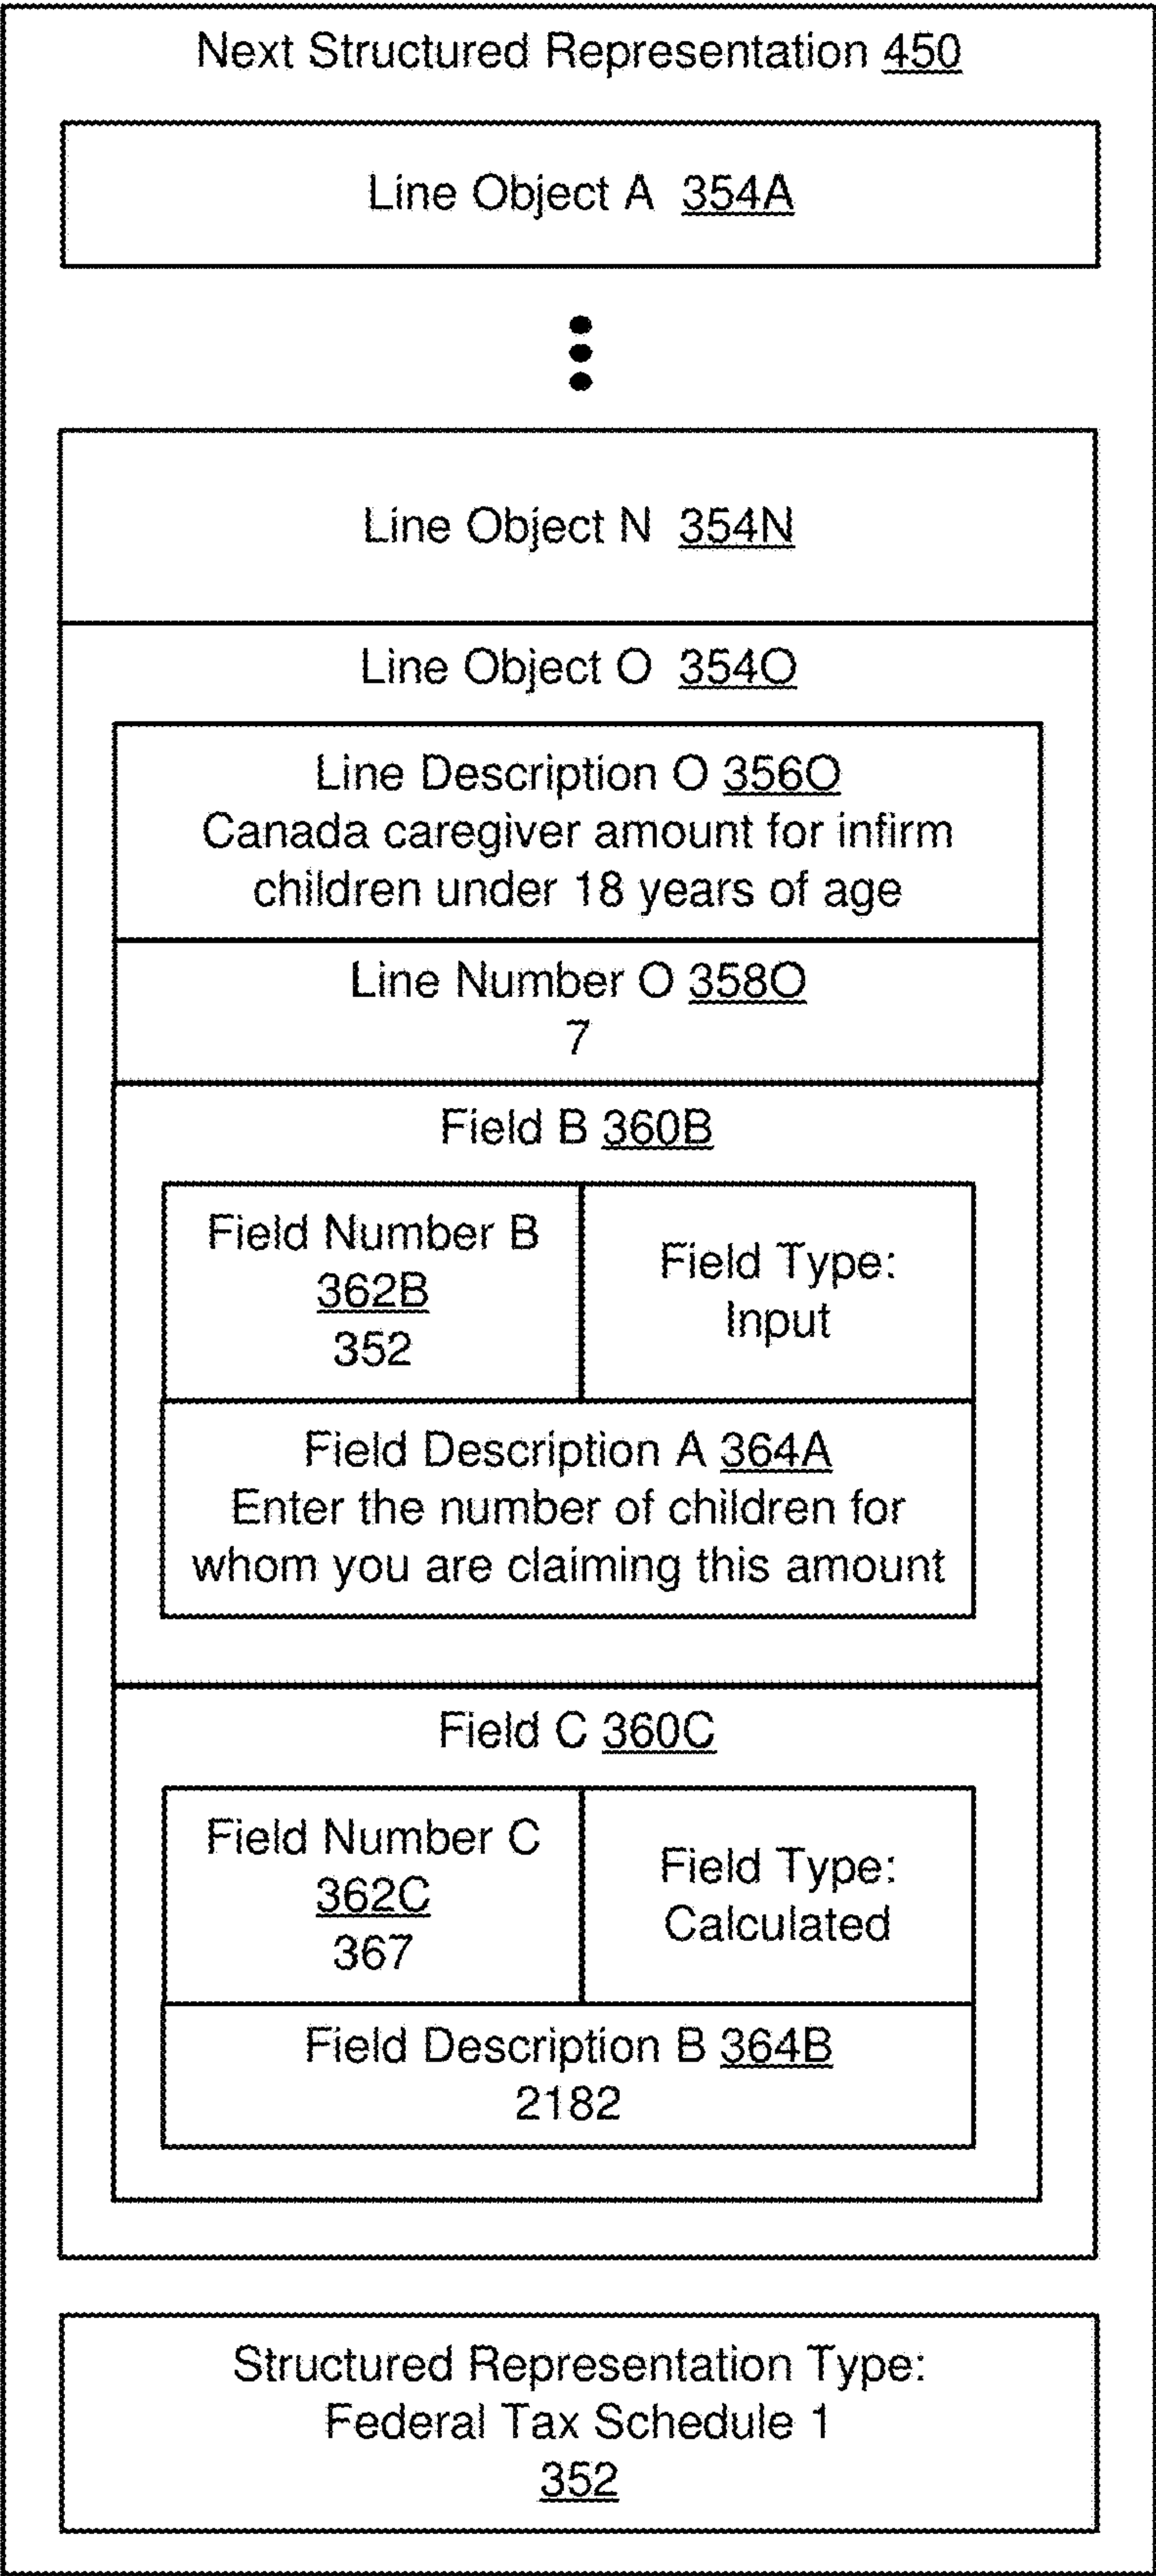 Next Structured Representation 450
Line Object A 354A
Line Object N 354N
Line Object O 354O
Line Description O 356O
Canada caregiver amount for infirm
children under 18 years of age
Line Number O 358O
7
Field B 360B
Field Number B
362B
352
Field Type:
Input
Field Description A 364A
Enter the number of children for
whom you are claiming this amount
Field C 360C
Field Number C
362C
367
Field Type:
Calculated
Field Description B 364B
2182
Structured Representation Type:
Federal Tax Schedule 1
352